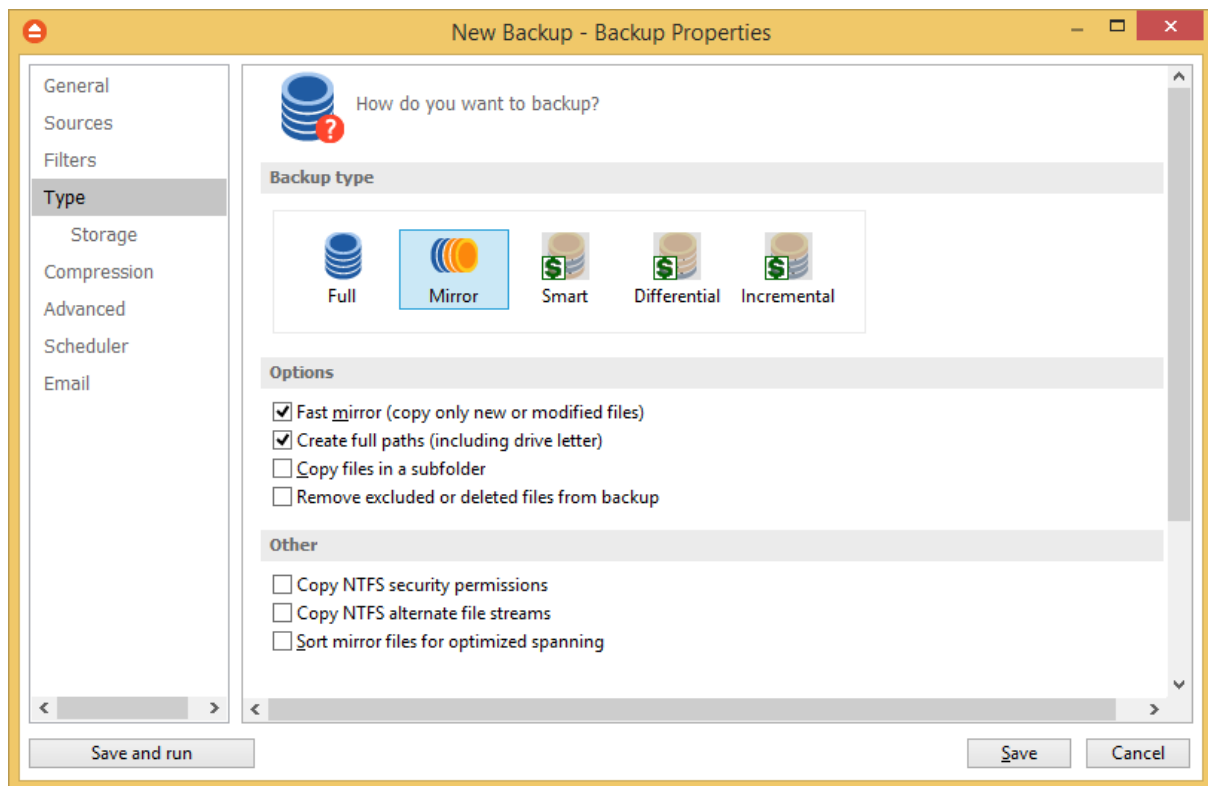 New Backup - Backup Properties
General
Sources
Filters
Type
Storage
Compression
Advanced
Scheduler
Email
How do you want to backup?
Backup type
Full
Mirror
Smart
Differential
Incremental
Options
Fast mirror (copy only new or modified files)
Create full paths (including drive letter)
Copy files in a subfolder
Remove excluded or deleted files from backup
Other
Copy NTFS security permissions
Copy NTFS alternate file streams
Sort mirror files for optimized spanning
Save and run
Save
Cancel